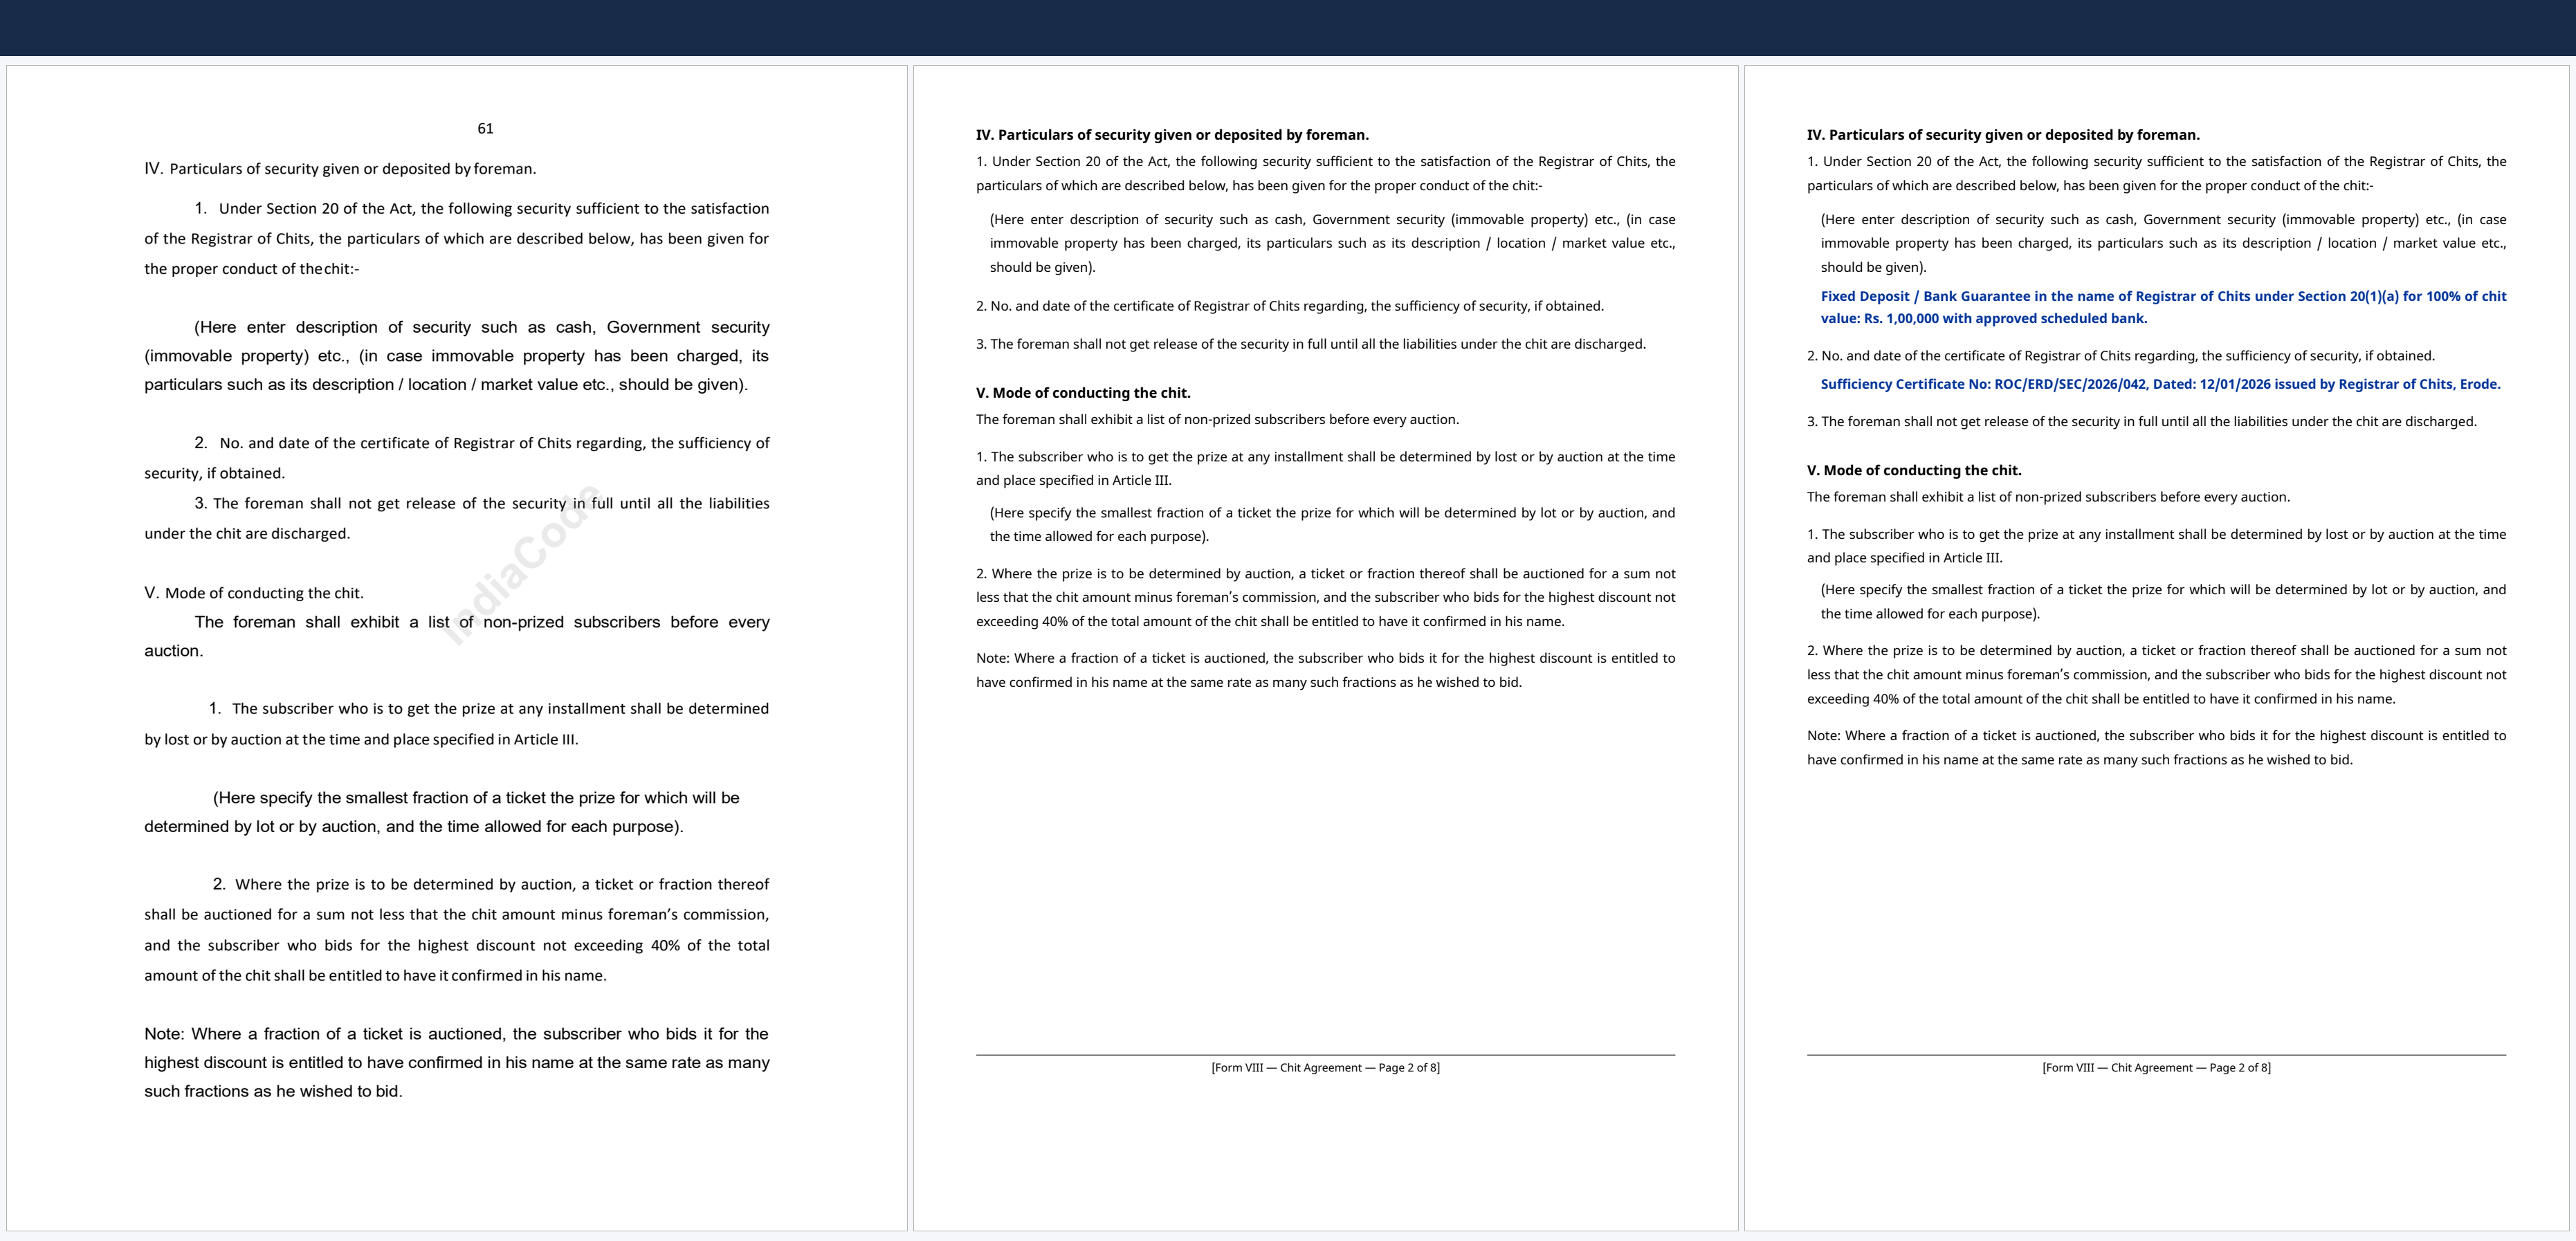 61
IV. Particulars of security given or deposited by foreman.
1. Under Section 20 of the Act, the following security sufficient to the satisfaction
of the Registrar of Chits, the particulars of which are described below, has been given for
the proper conduct of thechit:-
(Here enter description of security such as cash, Government security
(immovable property) etc., (in case immovable property has been charged, its
particulars such as its description / location / market value etc., should be given).
2. No. and date of the certificate of Registrar of Chits regarding, the sufficiency of
security, if obtained.
3. The foreman shall not get release of the security in full until all the liabilities
under the chit are discharged.
V. Mode of conducting the chit.
The foreman shall exhibit a list of non-prized subscribers before every
auction.
1. The subscriber who is to get the prize at any installment shall be determined
by lost or by auction at the time and place specified in Article III.
(Here specify the smallest fraction of a ticket the prize for which will be
determined by lot or by auction, and the time allowed for each purpose).
2. Where the prize is to be determined by auction, a ticket or fraction thereof
shall be auctioned for a sum not less that the chit amount minus foreman’s commission,
and the subscriber who bids for the highest discount not exceeding 40% of the total
amount of the chit shall be entitled to have it confirmed in his name.
Note: Where a fraction of a ticket is auctioned, the subscriber who bids it for the
highest discount is entitled to have confirmed in his name at the same rate as many
such fractions as he wished to bid.
IndiaCode
IV. Particulars of security given or deposited by foreman.
1. Under Section 20 of the Act, the following security sufficient to the satisfaction of the Registrar of Chits, the
particulars of which are described below, has been given for the proper conduct of the chit:-
(Here enter description of security such as cash, Government security (immovable property) etc., (in case
immovable property has been charged, its particulars such as its description / location / market value etc.,
should be given).
2. No. and date of the certificate of Registrar of Chits regarding, the sufficiency of security, if obtained.
3. The foreman shall not get release of the security in full until all the liabilities under the chit are discharged.
V. Mode of conducting the chit.
The foreman shall exhibit a list of non-prized subscribers before every auction.
1. The subscriber who is to get the prize at any installment shall be determined by lost or by auction at the time
and place specified in Article III.
(Here specify the smallest fraction of a ticket the prize for which will be determined by lot or by auction, and
the time allowed for each purpose).
2. Where the prize is to be determined by auction, a ticket or fraction thereof shall be auctioned for a sum not
less that the chit amount minus foreman’s commission, and the subscriber who bids for the highest discount not
exceeding 40% of the total amount of the chit shall be entitled to have it confirmed in his name.
Note: Where a fraction of a ticket is auctioned, the subscriber who bids it for the highest discount is entitled to
have confirmed in his name at the same rate as many such fractions as he wished to bid.
[Form VIII — Chit Agreement — Page 2 of 8]
IV. Particulars of security given or deposited by foreman.
1. Under Section 20 of the Act, the following security sufficient to the satisfaction of the Registrar of Chits, the
particulars of which are described below, has been given for the proper conduct of the chit:-
(Here enter description of security such as cash, Government security (immovable property) etc., (in case
immovable property has been charged, its particulars such as its description / location / market value etc.,
should be given).
Fixed Deposit / Bank Guarantee in the name of Registrar of Chits under Section 20(1)(a) for 100% of chit
value: Rs. 1,00,000 with approved scheduled bank.
2. No. and date of the certificate of Registrar of Chits regarding, the sufficiency of security, if obtained.
Sufficiency Certificate No: ROC/ERD/SEC/2026/042, Dated: 12/01/2026 issued by Registrar of Chits, Erode.
3. The foreman shall not get release of the security in full until all the liabilities under the chit are discharged.
V. Mode of conducting the chit.
The foreman shall exhibit a list of non-prized subscribers before every auction.
1. The subscriber who is to get the prize at any installment shall be determined by lost or by auction at the time
and place specified in Article III.
(Here specify the smallest fraction of a ticket the prize for which will be determined by lot or by auction, and
the time allowed for each purpose).
2. Where the prize is to be determined by auction, a ticket or fraction thereof shall be auctioned for a sum not
less that the chit amount minus foreman’s commission, and the subscriber who bids for the highest discount not
exceeding 40% of the total amount of the chit shall be entitled to have it confirmed in his name.
Note: Where a fraction of a ticket is auctioned, the subscriber who bids it for the highest discount is entitled to
have confirmed in his name at the same rate as many such fractions as he wished to bid.
[Form VIII — Chit Agreement — Page 2 of 8]